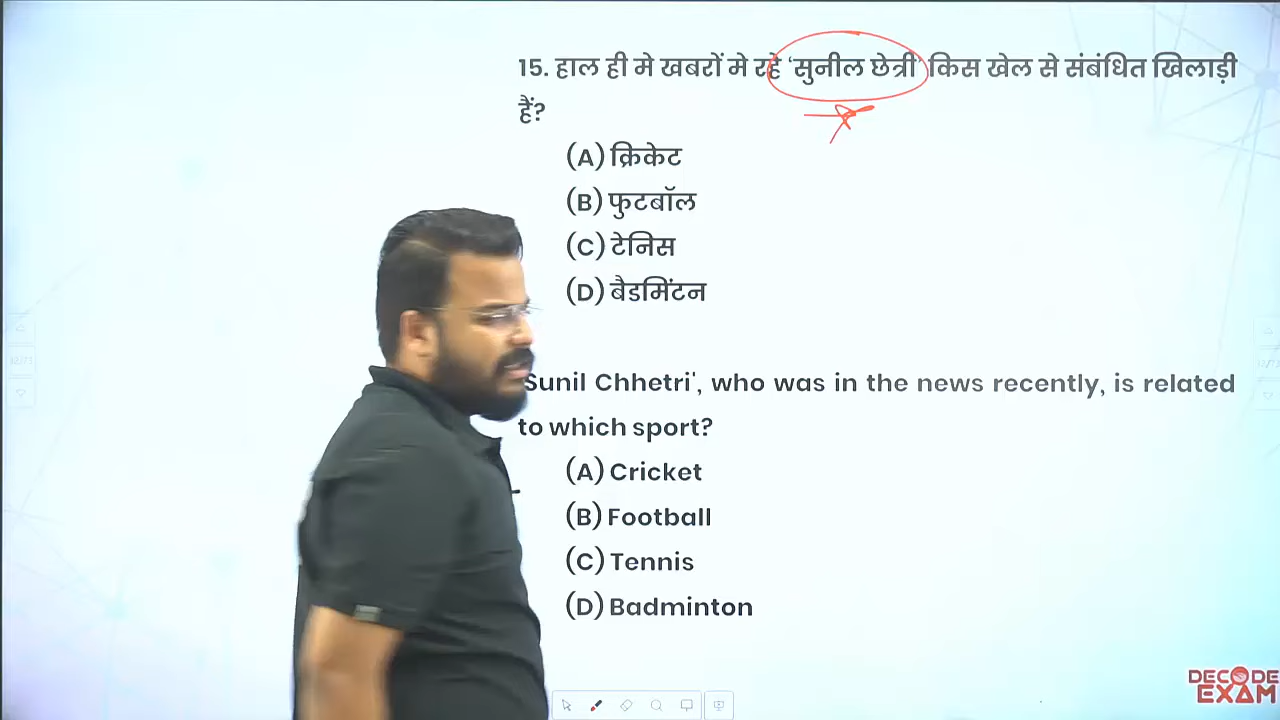 15. हाल ही मे खबरों मे रहे 'सुनील छेत्री' किस खेल से संबंधित खिलाड़ी
हैं?
(A) क्रिकेट
(B) फुटबॉल
(C) टेनिस
(D) बैडमिंटन
Sunil Chhetri', who was in the news recently, is related
to which sport?
(A) Cricket
(B) Football
(C) Tennis
(D) Badminton
DECODE
EXAM